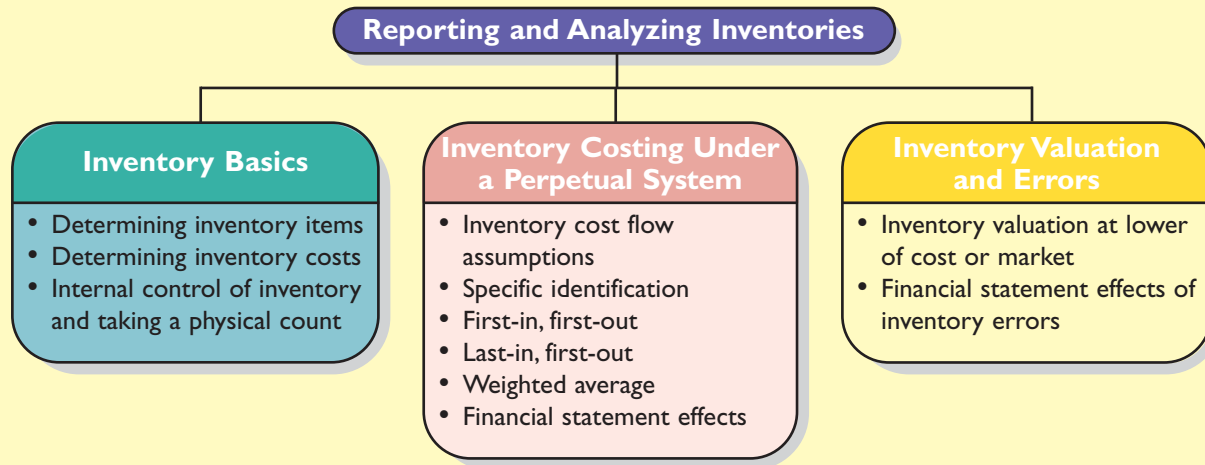 Reporting and Analyzing Inventories
Inventory Basics
• Determining inventory items
• Determining inventory costs
• Internal control of inventory
and taking a physical count
Inventory Costing Under
a Perpetual System
• Inventory cost flow
assumptions
• Specific identification
• First-in, first-out
• Last-in, first-out
• Weighted average
• Financial statement effects
Inventory Valuation
and Errors
• Inventory valuation at lower
of cost or market
• Financial statement effects of
inventory errors